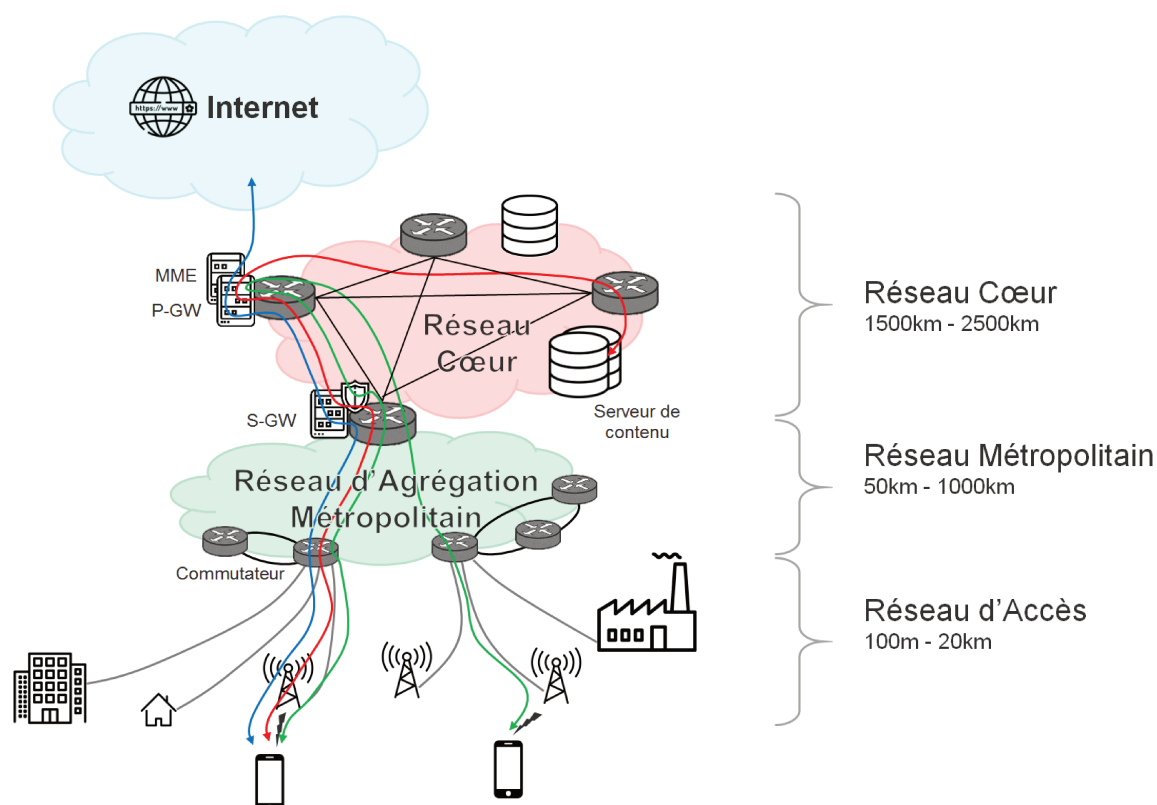 https://www
Internet
MME
P-GW
Réseau
Cœur
S-GW
Serveur de
contenu
Réseau d'Agrégation
Métropolitain
Commutateur
Réseau Cœur
1500km - 2500km
Réseau Métropolitain
50km - 1000km
Réseau d'Accès
100m - 20km